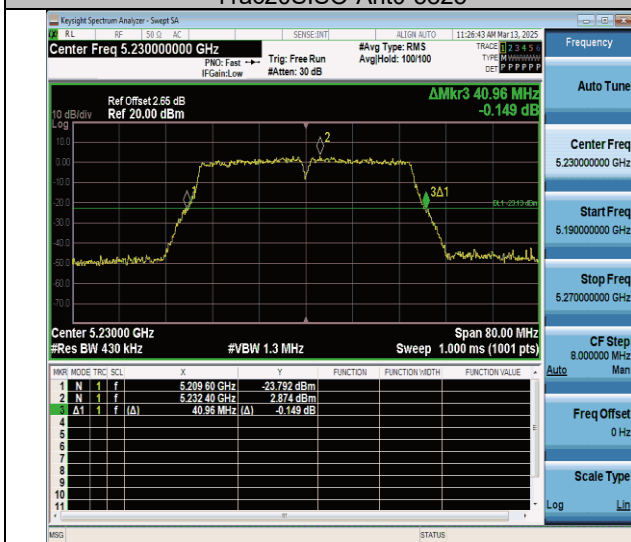 Keysight Spectrum Analyzer - Swept SA
RL RF 50 Ω AC SENSE:INT ALIGN AUTO 11:26:43 AM Mar 13, 2025
Center Freq 5.230000000 GHz
PNO: Fast
IFGain:Low
Trig: Free Run
#Atten: 30 dB
#Avg Type: RMS
Avg|Hold: 100/100
TRACE 1 2 3 4 5 6
TYPE M WWWWW
DET P P P P P P
Ref Offset 2.65 dB
10 dB/div Ref 20.00 dBm
ΔMkr3 40.96 MHz
-0.149 dB
Log
10.0
0.00
-10.0
-20.0
-30.0
-40.0
-50.0
-60.0
-70.0
1
2
3Δ1
Center 5.23000 GHz Span 80.00 MHz
#Res BW 430 kHz #VBW 1.3 MHz Sweep 1.000 ms (1001 pts)
MKR MODE TRC SCL X Y FUNCTION FUNCTION WIDTH FUNCTION VALUE
1 N 1 f 5.209 60 GHz -23.792 dBm
2 N 1 f 5.232 40 GHz 2.874 dBm
3 Δ1 1 f (Δ) 40.96 MHz (Δ) -0.149 dB
4
5
6
7
8
9
10
11
MSG STATUS
Frequency
Auto Tune
Center Freq
5.230000000 GHz
Start Freq
5.190000000 GHz
Stop Freq
5.270000000 GHz
CF Step
8.000000 MHz
Auto Man
Freq Offset
0 Hz
Scale Type
Log Lin